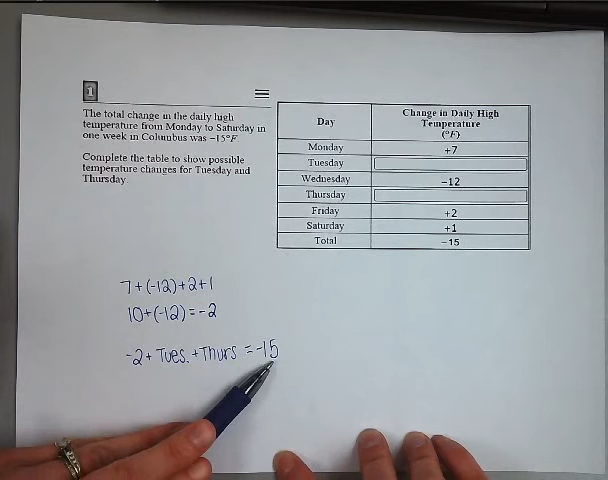 1
The total change in the daily high
temperature from Monday to Saturday in
one week in Columbus was -15°F.
Complete the table to show possible
temperature changes for Tuesday and
Thursday.
Day
Change in Daily High
Temperature
(°F)
Monday +7
Tuesday
Wednesday -12
Thursday
Friday +2
Saturday +1
Total -15
7+(-12)+2+1
10+(-12)=-2
-2+ Tues. +Thurs =-15